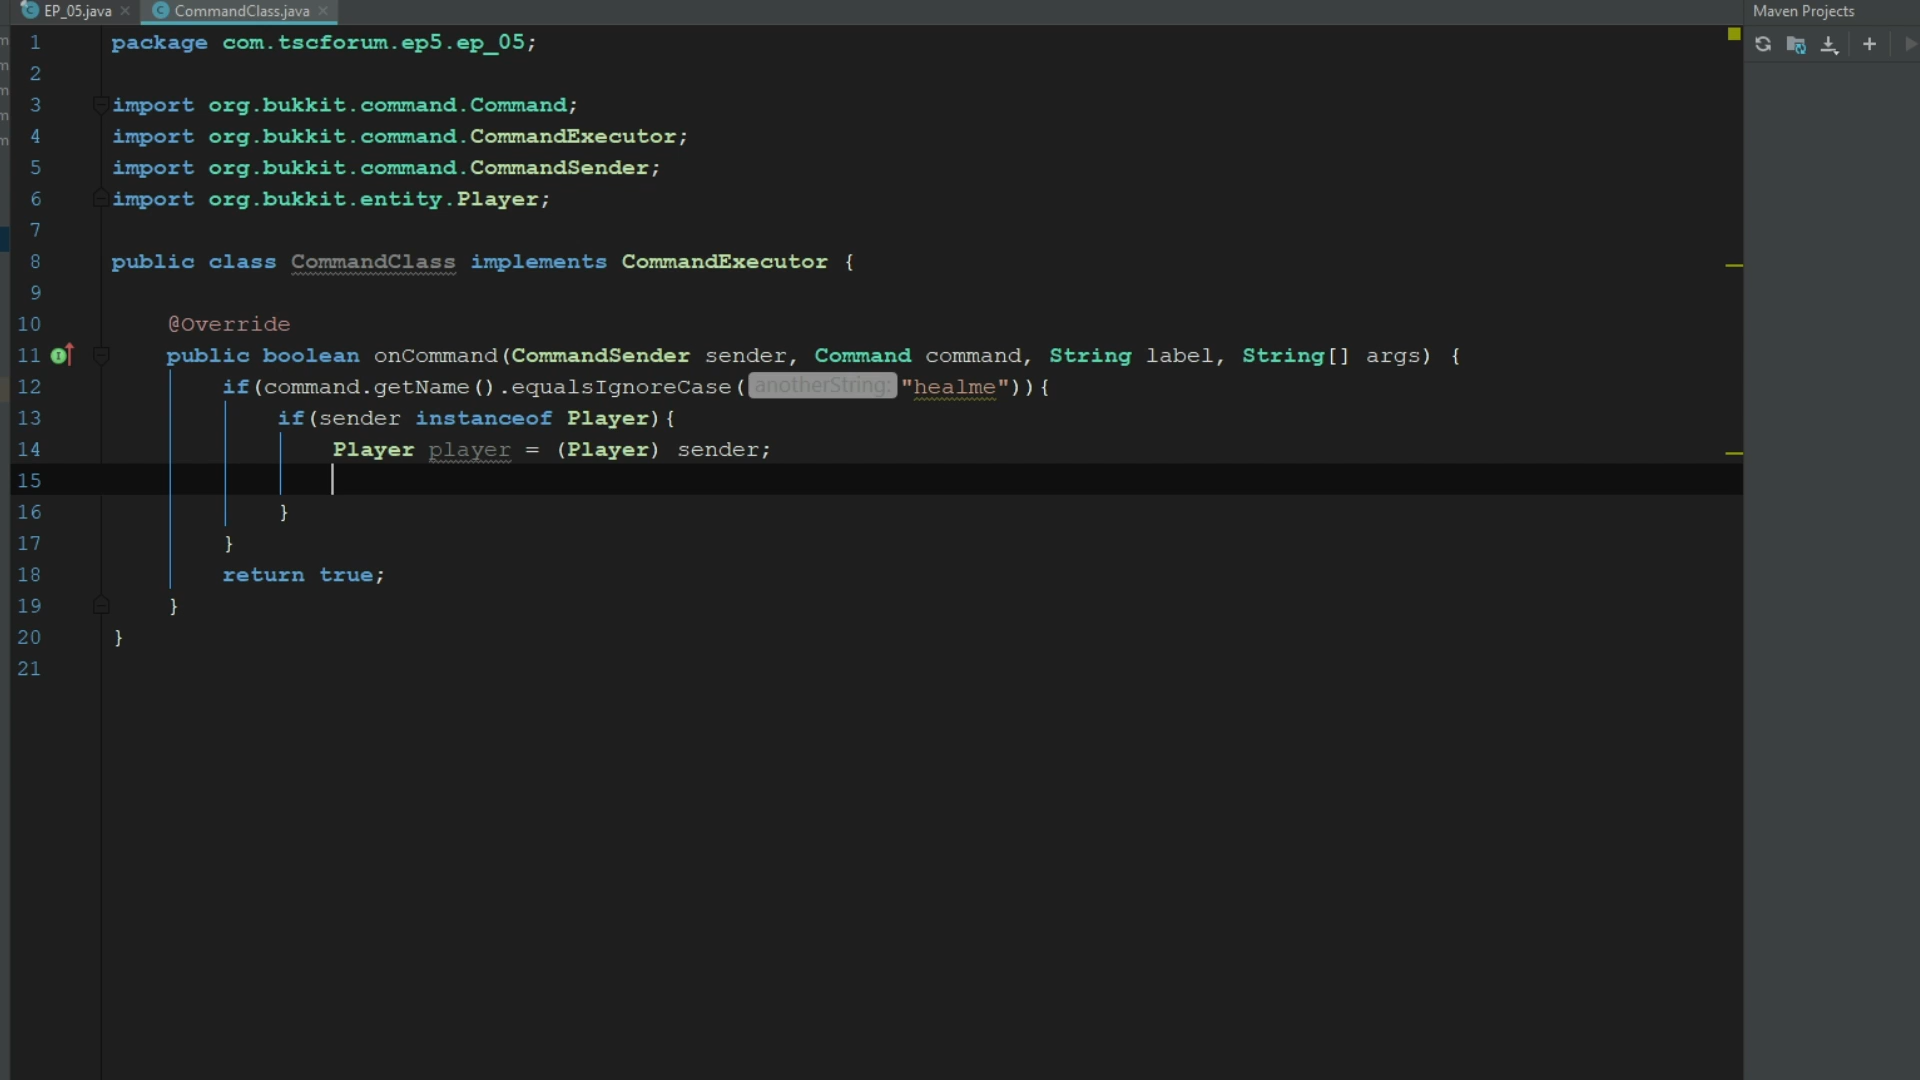 EP_05.java
CommandClass.java
Maven Projects
1 package com.tscforum.ep5.ep_05;
2
3 import org.bukkit.command.Command;
4 import org.bukkit.command.CommandExecutor;
5 import org.bukkit.command.CommandSender;
6 import org.bukkit.entity.Player;
7
8 public class CommandClass implements CommandExecutor {
9
10 @Override
11 public boolean onCommand(CommandSender sender, Command command, String label, String[] args) {
12 if(command.getName().equalsIgnoreCase( anotherString: "healme")){
13 if(sender instanceof Player){
14 Player player = (Player) sender;
15
16 }
17 }
18 return true;
19 }
20 }
21